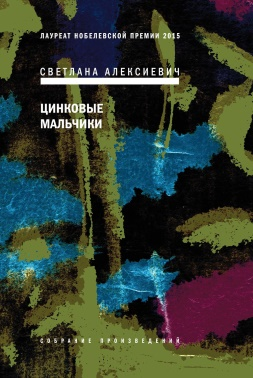 ЛАУРЕАТ НОБЕЛЕВСКОЙ ПРЕМИИ 2015
СВЕТЛАНА АЛЕКСИЕВИЧ
ЦИНКОВЫЕ
МАЛЬЧИКИ
СОБРАНИЕ ПРОИЗВЕДЕНИЙ